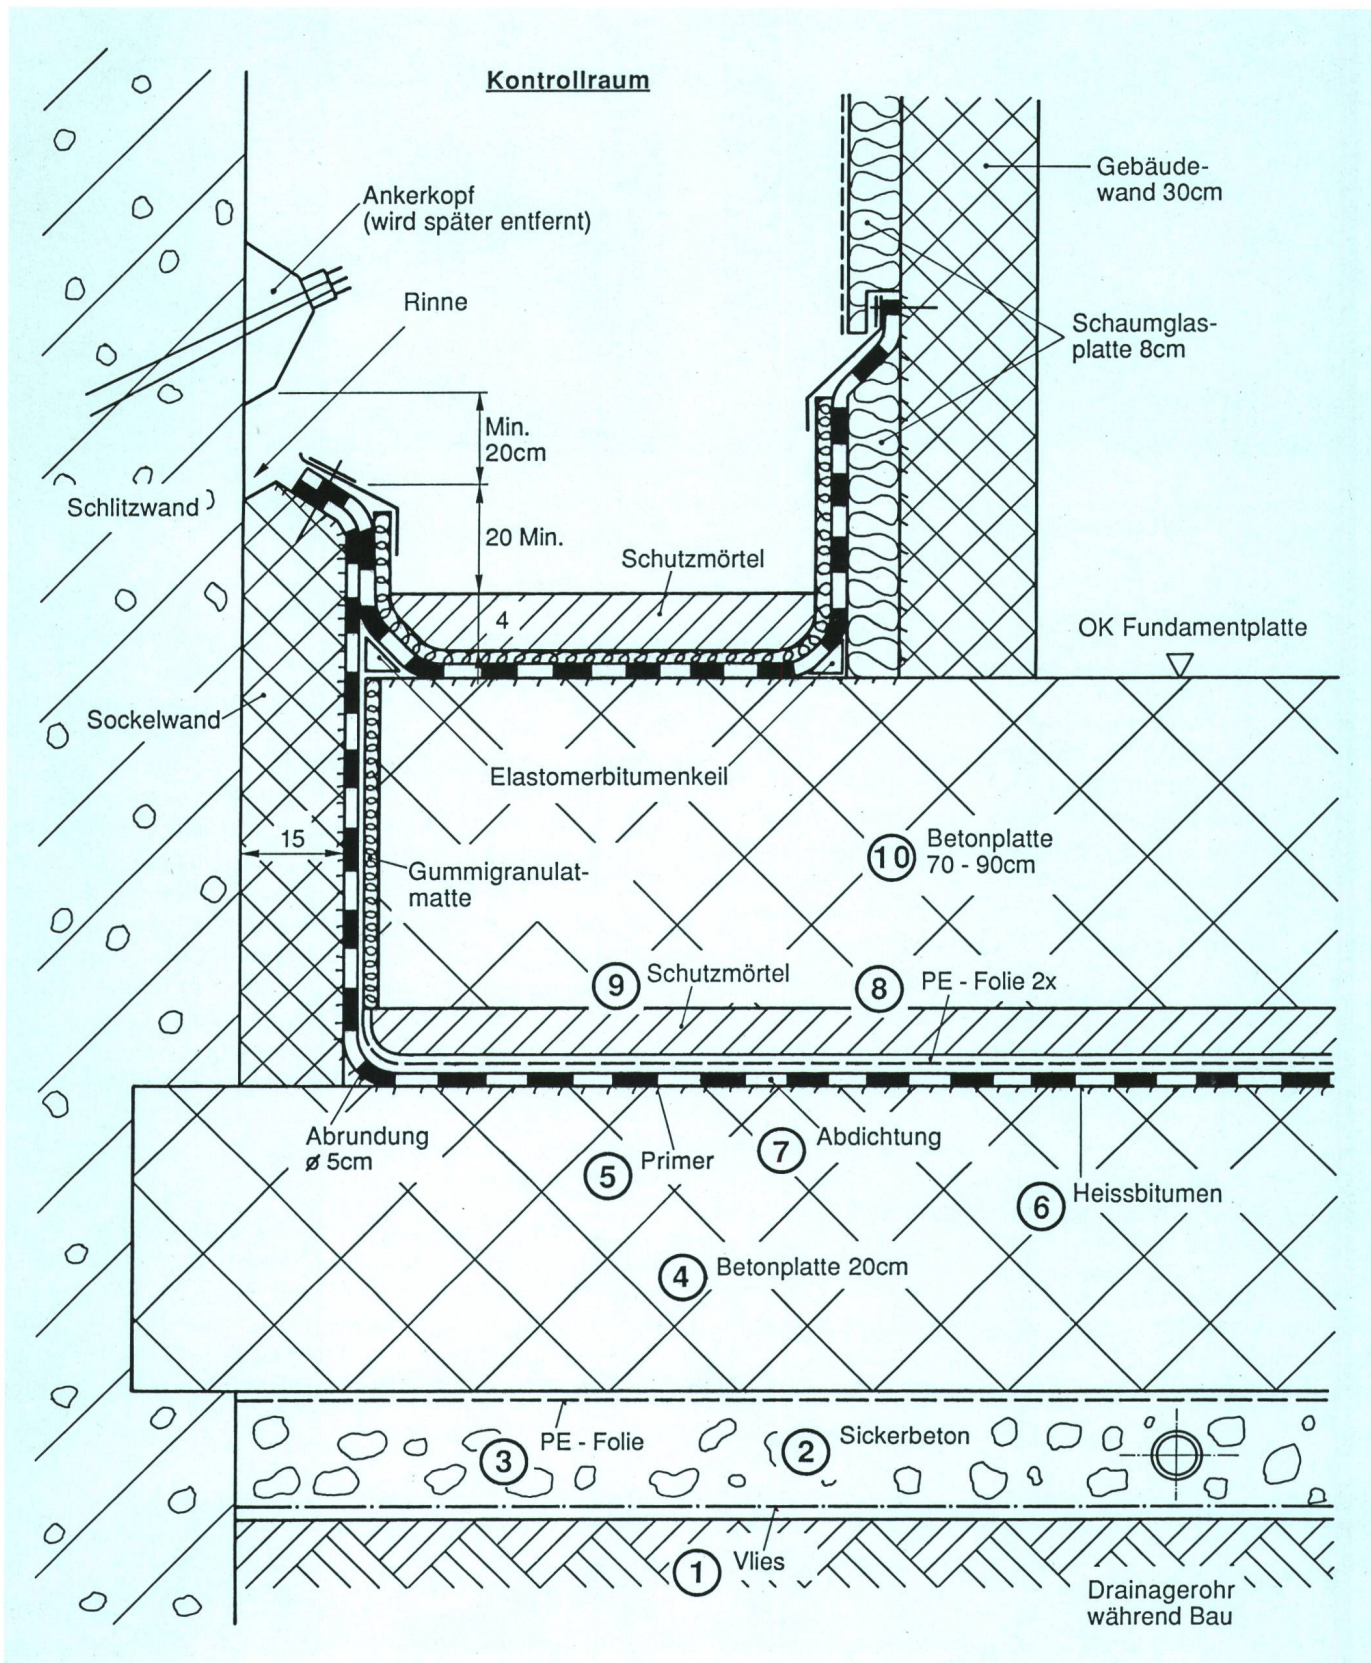 Kontrollraum
Ankerkopf
(wird später entfernt)
Gebäude-
wand 30cm
Rinne
Schaumglas-
platte 8cm
Min.
20cm
Schlitzwand
20 Min.
Schutzmörtel
4
OK Fundamentplatte
Sockelwand
Elastomerbitumenkeil
15
Gummigranulat-
matte
10 Betonplatte
70 - 90cm
9 Schutzmörtel
8 PE - Folie 2x
Abrundung
ø 5cm
5 Primer
7 Abdichtung
6 Heissbitumen
4 Betonplatte 20cm
3 PE - Folie
2 Sickerbeton
1 Vlies
Drainagerohr
während Bau